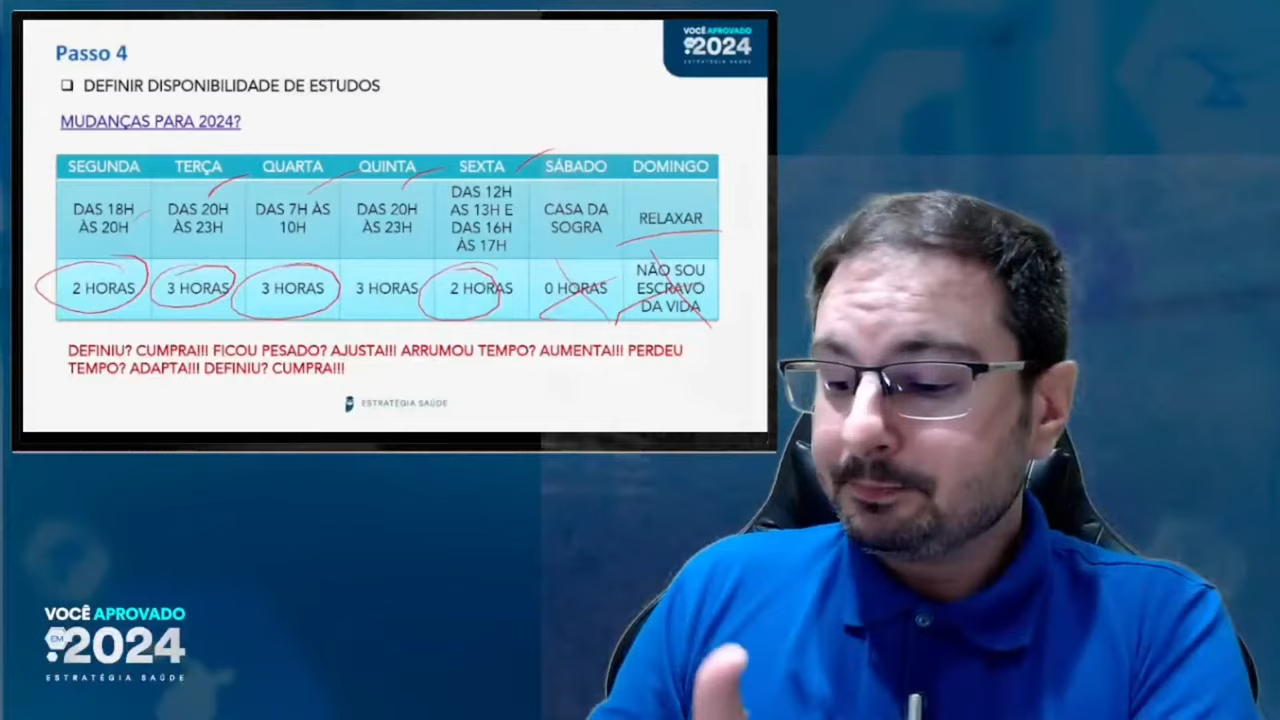 Passo 4
VOCÊ APROVADO
EM 2024
ESTRATÉGIA SAÚDE
❑ DEFINIR DISPONIBILIDADE DE ESTUDOS
MUDANÇAS PARA 2024?
SEGUNDA TERÇA QUARTA QUINTA SEXTA SÁBADO DOMINGO
DAS 18H
ÀS 20H
DAS 20H
ÀS 23H
DAS 7H ÀS
10H
DAS 20H
ÀS 23H
DAS 12H
AS 13H E
DAS 16H
ÀS 17H
CASA DA
SOGRA
RELAXAR
2 HORAS
3 HORAS
3 HORAS
3 HORAS
2 HORAS
0 HORAS
NÃO SOU
ESCRAVO
DA VIDA
DEFINIU? CUMPRA!!! FICOU PESADO? AJUSTA!!! ARRUMOU TEMPO? AUMENTA!!! PERDEU
TEMPO? ADAPTA!!! DEFINIU? CUMPRA!!!
ESTRATÉGIA SAÚDE
VOCÊ APROVADO
EM 2024
ESTRATÉGIA SAÚDE